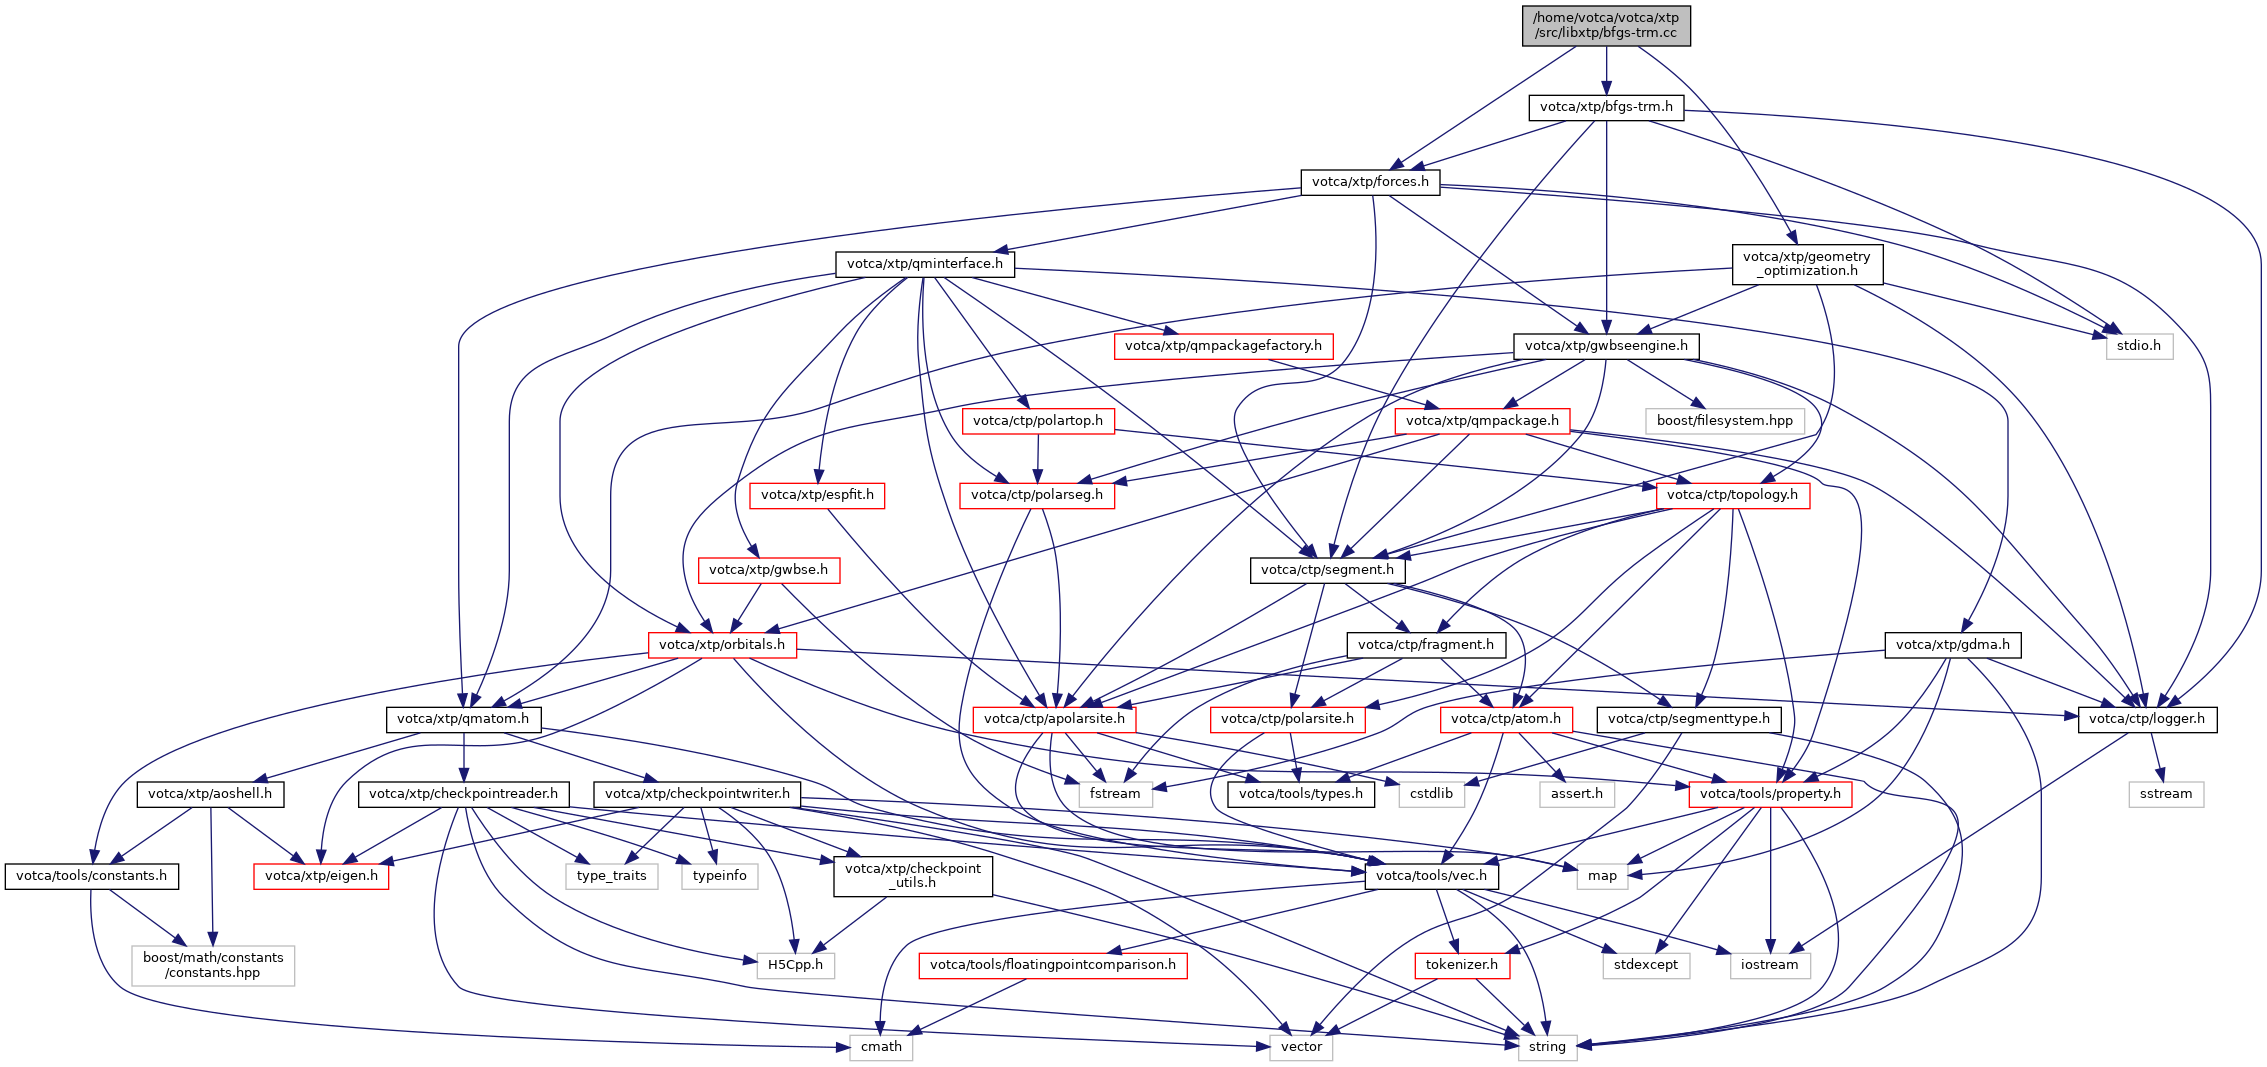 /home/votca/votca/xtp
/src/libxtp/bfgs-trm.cc
votca/xtp/bfgs-trm.h
votca/xtp/forces.h
votca/xtp/qminterface.h
votca/xtp/geometry
_optimization.h
votca/xtp/qmpackagefactory.h
votca/xtp/gwbseengine.h
stdio.h
votca/ctp/polartop.h
votca/xtp/qmpackage.h
boost/filesystem.hpp
votca/xtp/espfit.h
votca/ctp/polarseg.h
votca/ctp/topology.h
votca/xtp/gwbse.h
votca/ctp/segment.h
votca/xtp/orbitals.h
votca/ctp/fragment.h
votca/xtp/gdma.h
votca/xtp/qmatom.h
votca/ctp/apolarsite.h
votca/ctp/polarsite.h
votca/ctp/atom.h
votca/ctp/segmenttype.h
votca/ctp/logger.h
votca/xtp/aoshell.h
votca/xtp/checkpointreader.h
votca/xtp/checkpointwriter.h
fstream
votca/tools/types.h
cstdlib
assert.h
votca/tools/property.h
sstream
votca/tools/constants.h
votca/xtp/eigen.h
type_traits
typeinfo
votca/xtp/checkpoint
_utils.h
votca/tools/vec.h
map
boost/math/constants
/constants.hpp
H5Cpp.h
votca/tools/floatingpointcomparison.h
tokenizer.h
stdexcept
iostream
cmath
vector
string